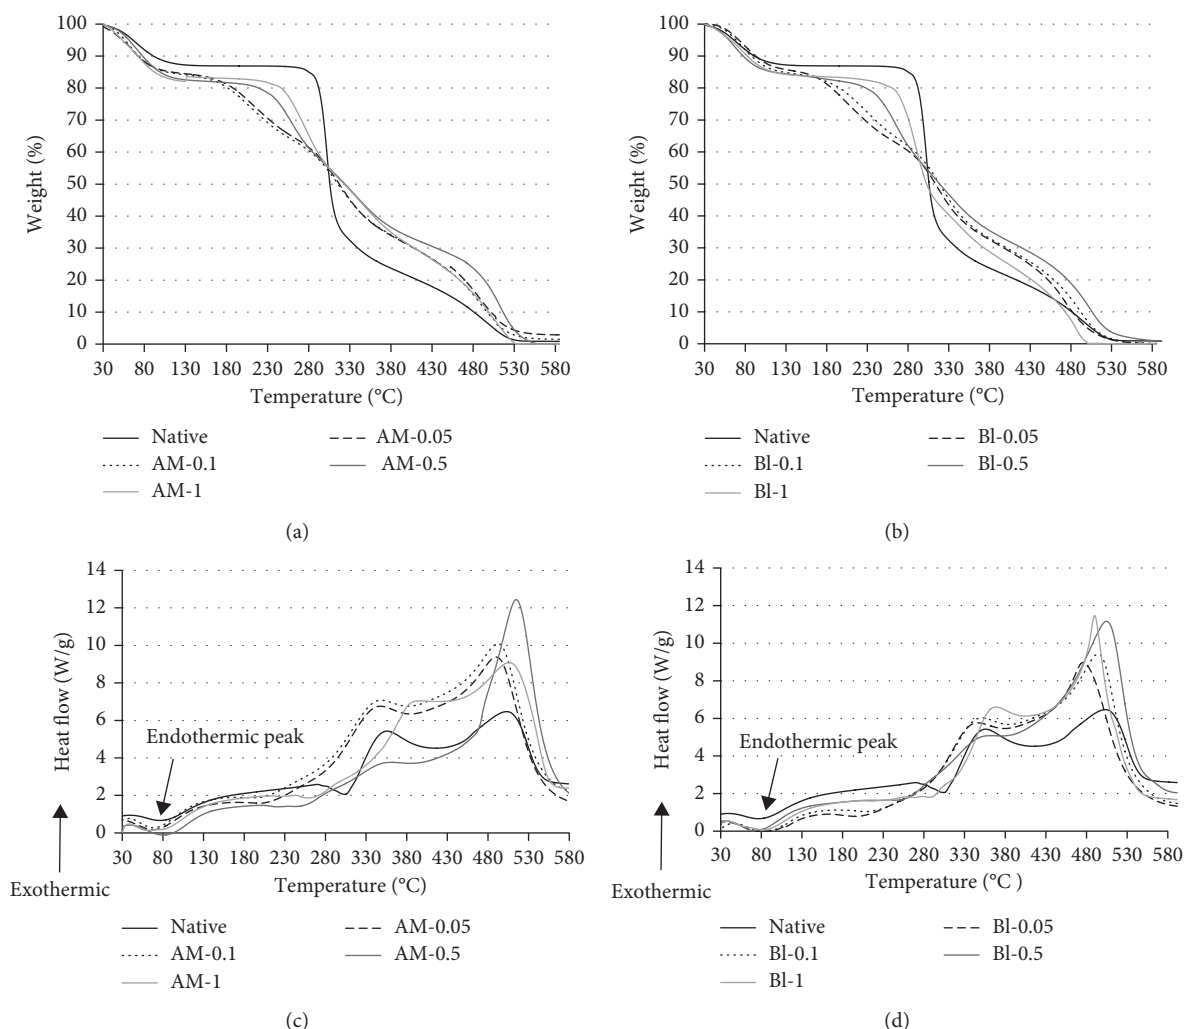 100
90
80
70
60
50
40
30
20
10
0
Weight (%)
30 80 130 180 230 280 330 380 430 480 530 580
Temperature (°C)
Native
AM-0.1
AM-1
AM-0.05
AM-0.5
(a)
100
90
80
70
60
50
40
30
20
10
0
Weight (%)
30 80 130 180 230 280 330 380 430 480 530 580
Temperature (°C)
Native
Bl-0.1
Bl-1
Bl-0.05
Bl-0.5
(b)
14
12
10
8
6
4
2
0
Heat flow (W/g)
Endothermic peak
Exothermic
30 80 130 180 230 280 330 380 430 480 530 580
Temperature (°C)
Native
AM-0.1
AM-1
AM-0.05
AM-0.5
(c)
14
12
10
8
6
4
2
0
Heat flow (W/g)
Endothermic peak
Exothermic
30 80 130 180 230 280 330 380 430 480 530 580
Temperature (°C )
Native
Bl-0.1
Bl-1
Bl-0.05
Bl-0.5
(d)